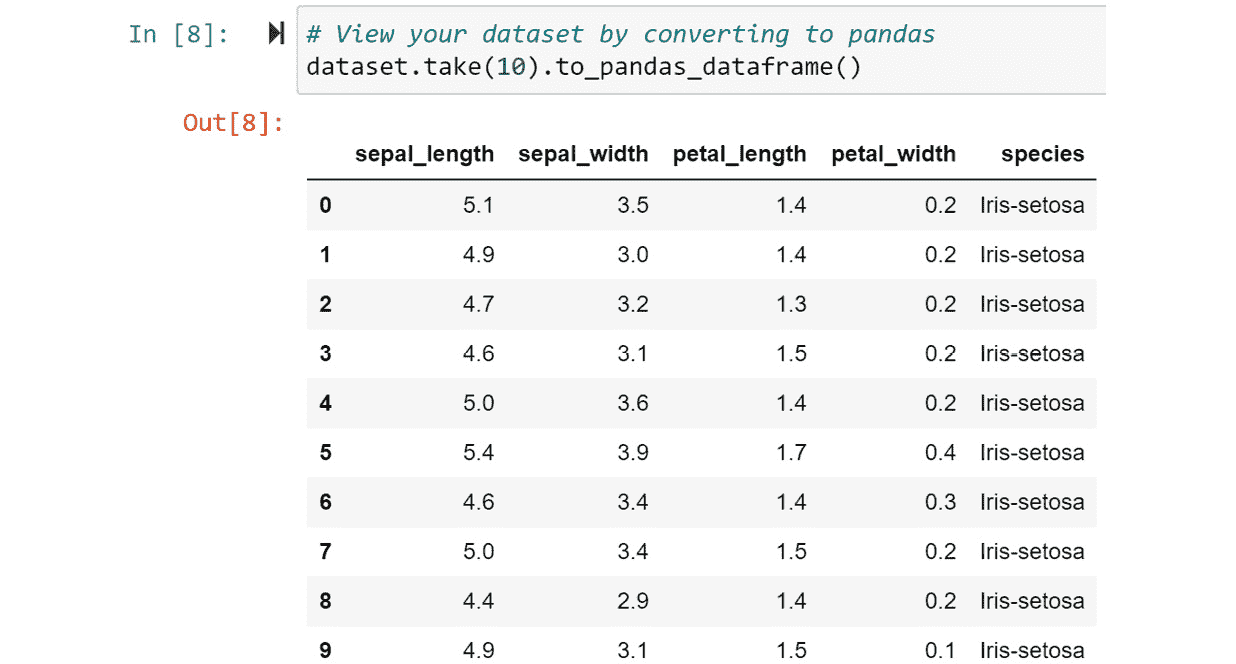 In [8]: # View your dataset by converting to pandas
dataset.take(10).to_pandas_dataframe()
Out[8]:
sepal_length sepal_width petal_length petal_width species
0 5.1 3.5 1.4 0.2 Iris-setosa
1 4.9 3.0 1.4 0.2 Iris-setosa
2 4.7 3.2 1.3 0.2 Iris-setosa
3 4.6 3.1 1.5 0.2 Iris-setosa
4 5.0 3.6 1.4 0.2 Iris-setosa
5 5.4 3.9 1.7 0.4 Iris-setosa
6 4.6 3.4 1.4 0.3 Iris-setosa
7 5.0 3.4 1.5 0.2 Iris-setosa
8 4.4 2.9 1.4 0.2 Iris-setosa
9 4.9 3.1 1.5 0.1 Iris-setosa